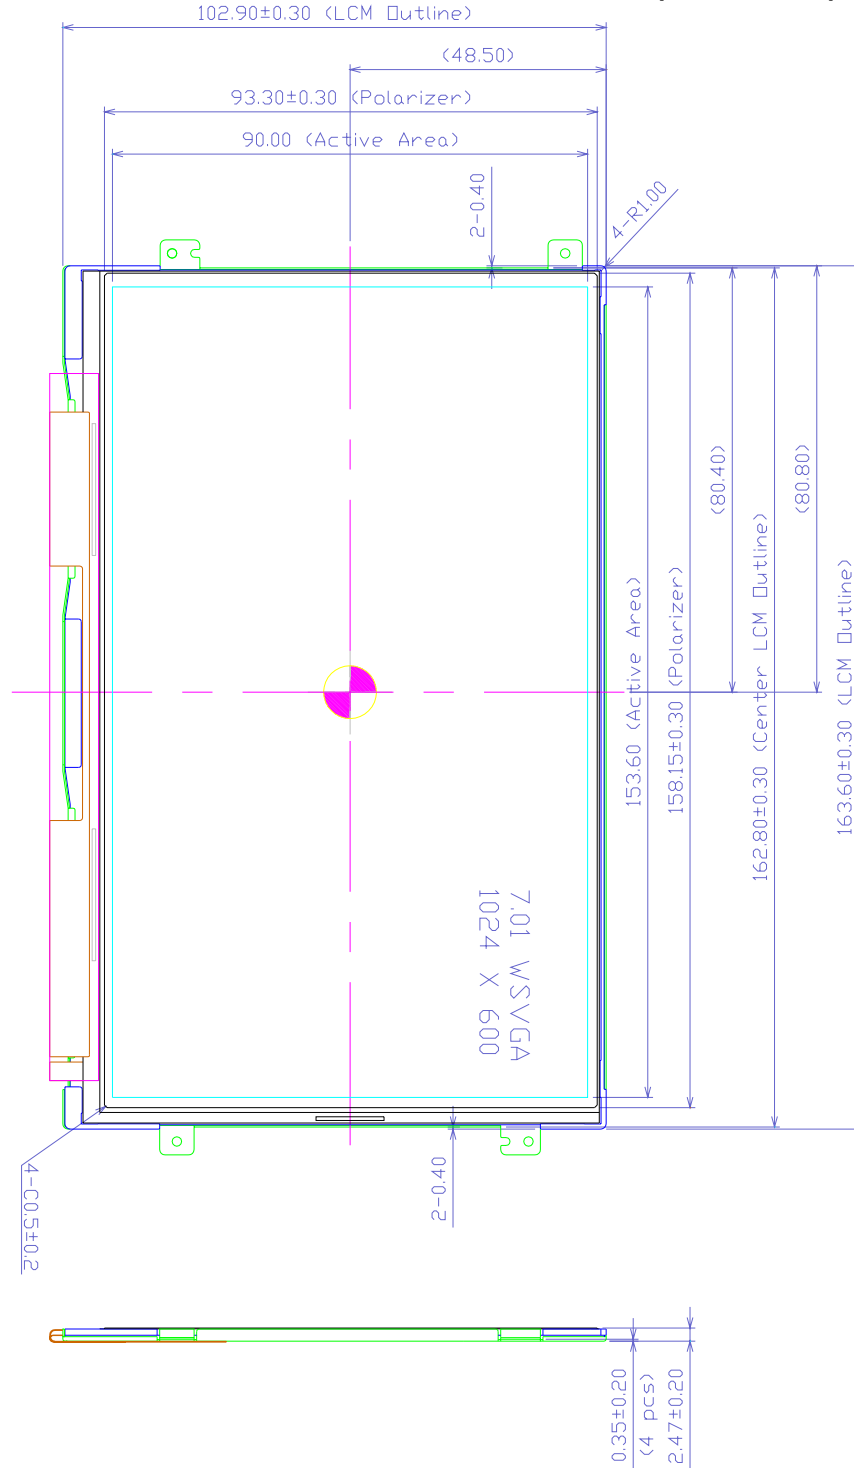 102.90±0.30 (LCM Outline)
(48.50)
93.30±0.30 (Polarizer)
90.00 (Active Area)
2-0.40
4-R1.00
(80.40)
(80.80)
153.60 (Active Area)
158.15±0.30 (Polarizer)
162.80±0.30 (Center LCM Outline)
163.60±0.30 (LCM Outline)
7.01 WSVGA
1024 X 600
2-0.40
4-C0.5±0.2
0.35±0.20
(4 pcs)
2.47±0.20